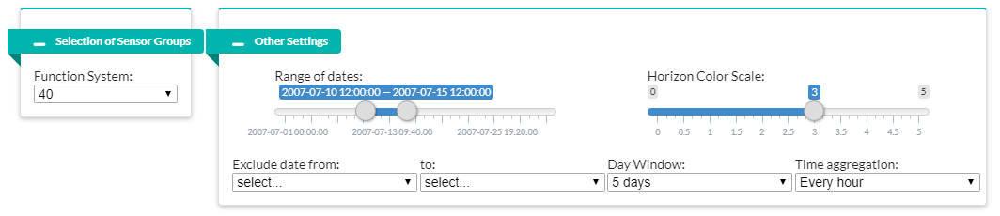 Selection of Sensor Groups
Function System:
40
Other Settings
Range of dates:
2007-07-10 12:00:00 — 2007-07-15 12:00:00
2007-07-01 00:00:00 2007-07-13 09:40:00 2007-07-25 19:20:00
Horizon Color Scale:
0 3 5
0 0.5 1 1.5 2 2.5 3 3.5 4 4.5 5
Exclude date from: to: Day Window: Time aggregation:
select... select... 5 days Every hour